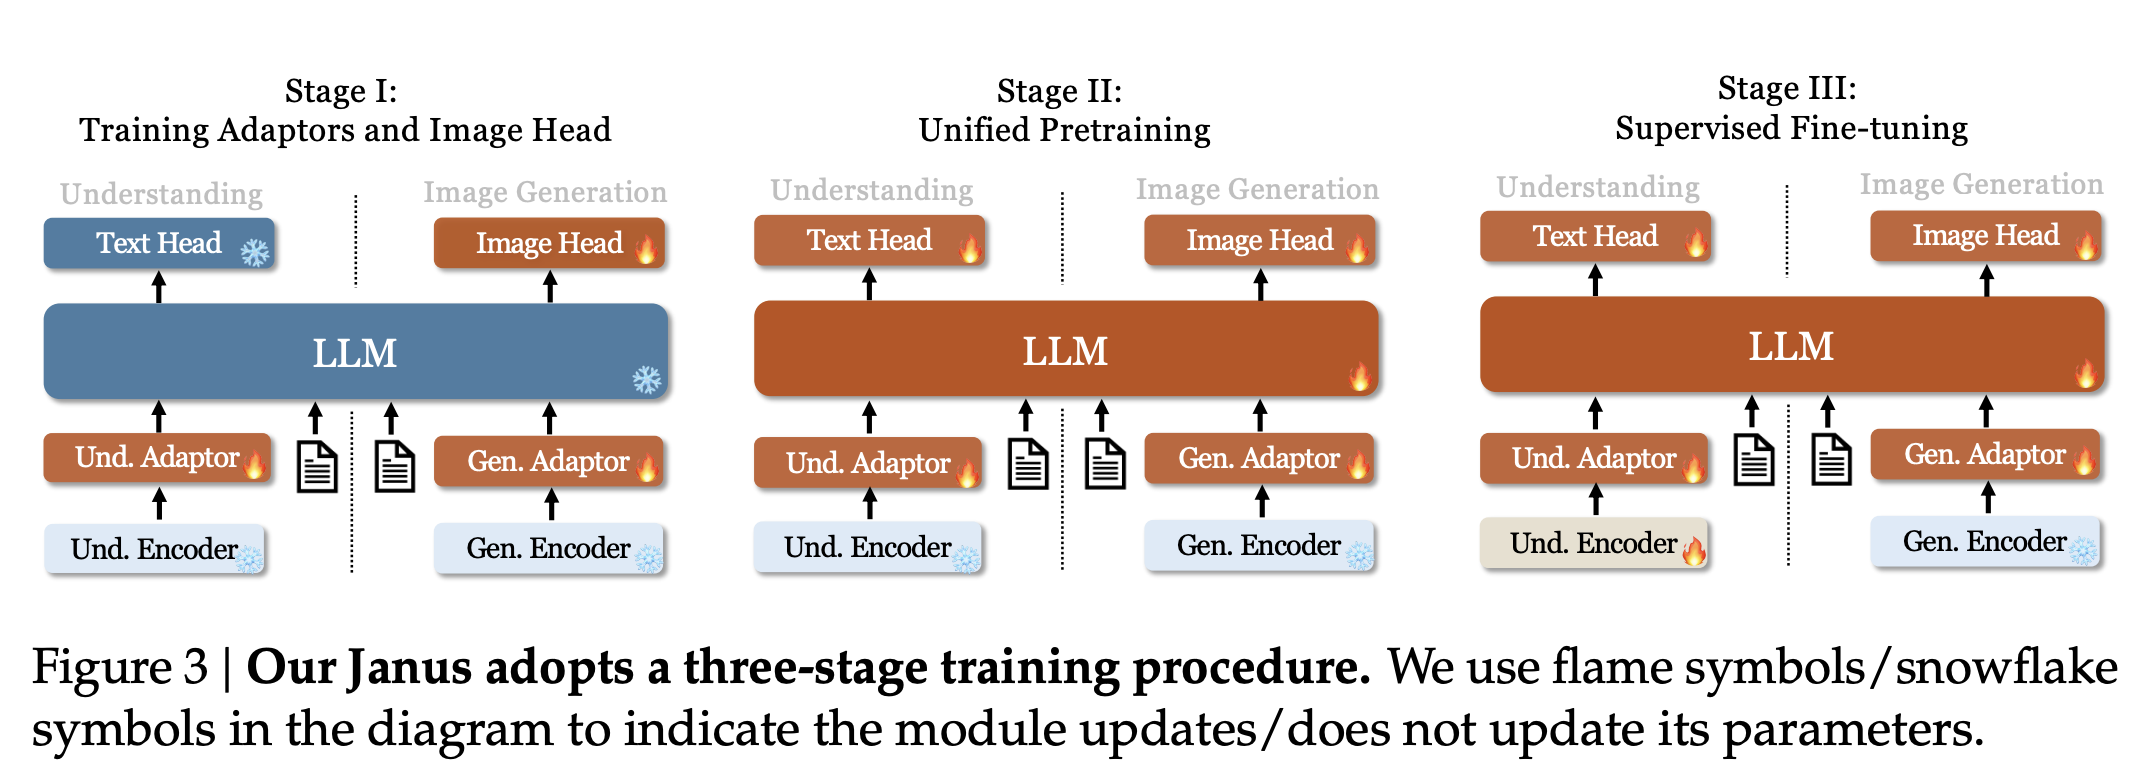 Stage I:
Training Adaptors and Image Head
Understanding
Image Generation
Text Head
Image Head
LLM
Und. Adaptor
Gen. Adaptor
Und. Encoder
Gen. Encoder
Stage II:
Unified Pretraining
Understanding
Image Generation
Text Head
Image Head
LLM
Und. Adaptor
Gen. Adaptor
Und. Encoder
Gen. Encoder
Stage III:
Supervised Fine-tuning
Understanding
Image Generation
Text Head
Image Head
LLM
Und. Adaptor
Gen. Adaptor
Und. Encoder
Gen. Encoder
Figure 3 | Our Janus adopts a three-stage training procedure. We use flame symbols/snowflake
symbols in the diagram to indicate the module updates/does not update its parameters.